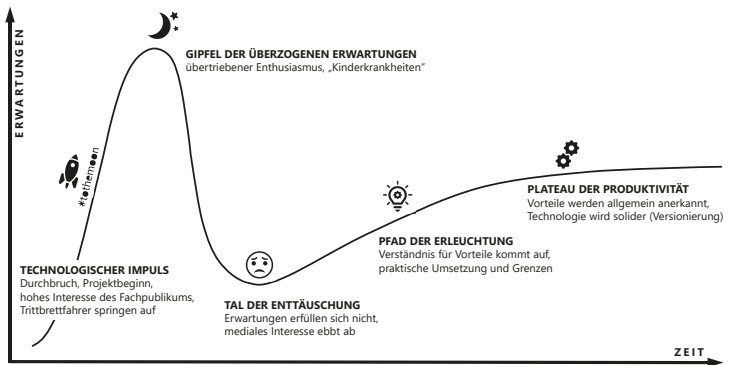 ERWARTUNGEN
GIPFEL DER ÜBERZOGENEN ERWARTUNGEN
übertriebener Enthusiasmus, „Kinderkrankheiten“
#tothemoon
TECHNOLOGISCHER IMPULS
Durchbruch, Projektbeginn,
hohes Interesse des Fachpublikums,
Trittbrettfahrer springen auf
TAL DER ENTTÄUSCHUNG
Erwartungen erfüllen sich nicht,
mediales Interesse ebbt ab
PFAD DER ERLEUCHTUNG
Verständnis für Vorteile kommt auf,
praktische Umsetzung und Grenzen
PLATEAU DER PRODUKTIVITÄT
Vorteile werden allgemein anerkannt,
Technologie wird solider (Versionierung)
ZEIT